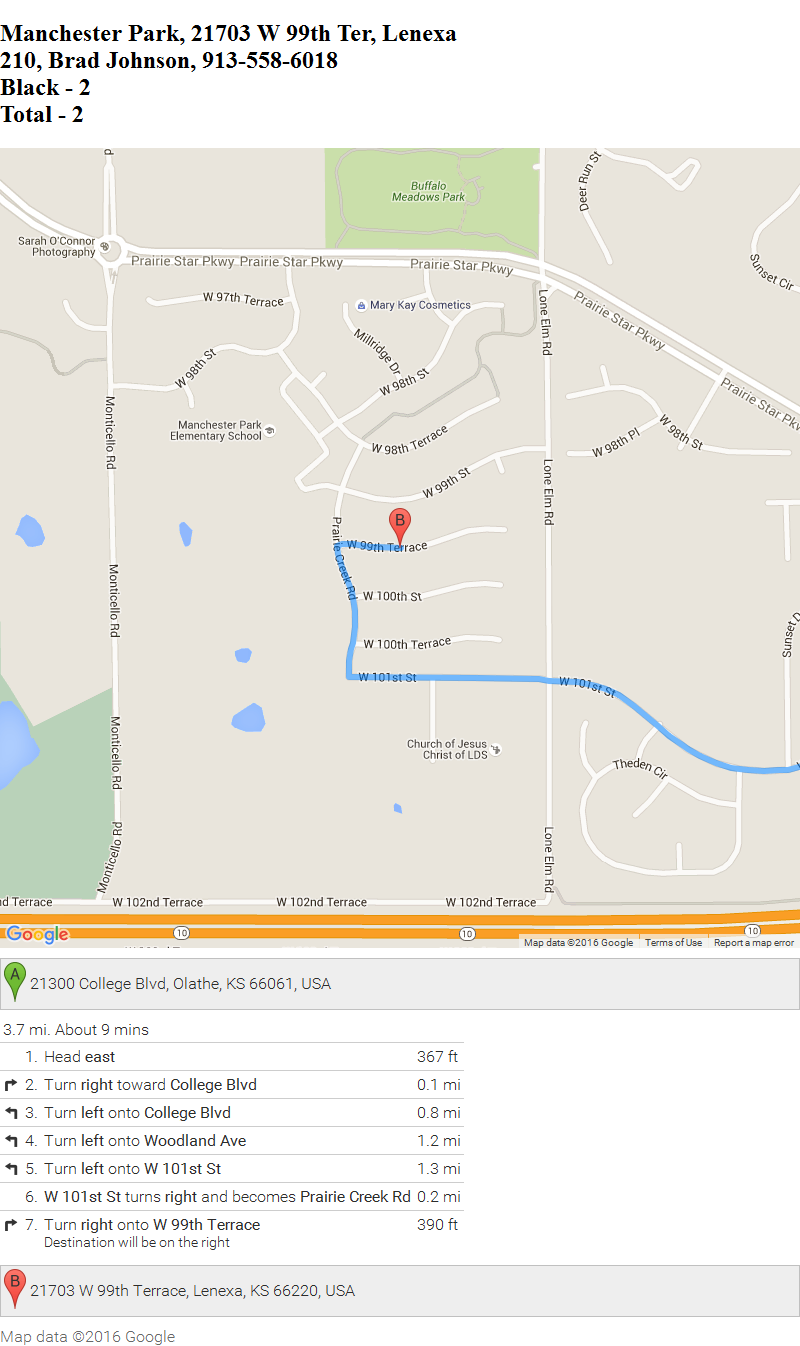 Manchester Park, 21703 W 99th Ter, Lenexa
210, Brad Johnson, 913-558-6018
Black - 2
Total - 2
d
Buffalo
Meadows Park
Deer Run St
Sarah O'Connor
Photography
Prairie Star Pkwy
Prairie Star Pkwy
Prairie Star Pkwy
Sunset Cir
W 97th Terrace
Mary Kay Cosmetics
Lone Elm Rd
Prairie Star Pkwy
Millridge Dr
W 98th St
W 98th St
Prairie Star Pkw
Monticello Rd
Manchester Park
Elementary School
W 98th Terrace
W 98th Pl
W 98th St
W 99th St
Lone Elm Rd
B
Prairie Creek Rd
W 99th Terrace
Monticello Rd
W 100th St
W 100th Terrace
Sunset D
W 101st St
W 101st St
Monticello Rd
Church of Jesus
Christ of LDS
Theden Cir
Monticello Rd
Lone Elm Rd
nd Terrace
W 102nd Terrace
W 102nd Terrace
W 102nd Terrace
10
10
10
Google
Map data ©2016 Google
Terms of Use
Report a map error
A
21300 College Blvd, Olathe, KS 66061, USA
3.7 mi. About 9 mins
1. Head east 367 ft
2. Turn right toward College Blvd 0.1 mi
3. Turn left onto College Blvd 0.8 mi
4. Turn left onto Woodland Ave 1.2 mi
5. Turn left onto W 101st St 1.3 mi
6. W 101st St turns right and becomes Prairie Creek Rd 0.2 mi
7. Turn right onto W 99th Terrace 390 ft
Destination will be on the right
B
21703 W 99th Terrace, Lenexa, KS 66220, USA
Map data ©2016 Google